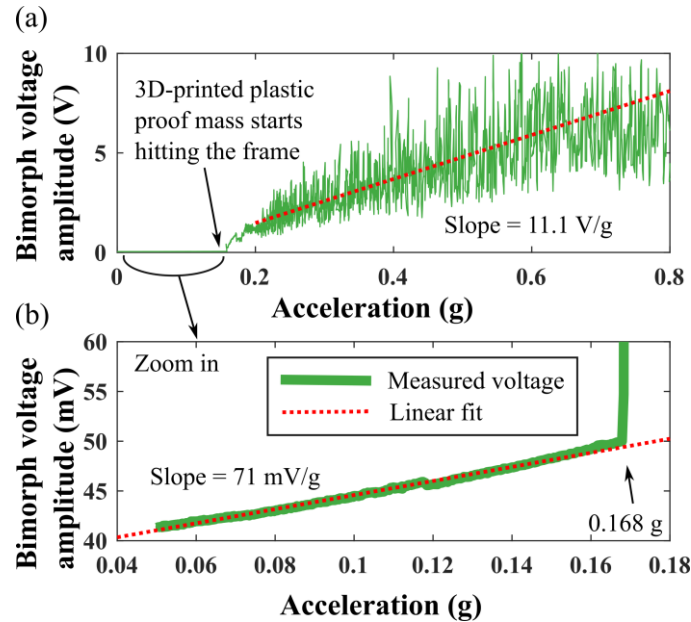 (a)
Bimorph voltage
amplitude (V)
10
5
0
3D-printed plastic
proof mass starts
hitting the frame
Slope = 11.1 V/g
0
0.2
0.4
0.6
0.8
Acceleration (g)
(b)
Bimorph voltage
amplitude (mV)
60
55
50
45
40
Zoom in
Measured voltage
Linear fit
Slope = 71 mV/g
0.168 g
0.04
0.06
0.08
0.1
0.12
0.14
0.16
0.18
Acceleration (g)